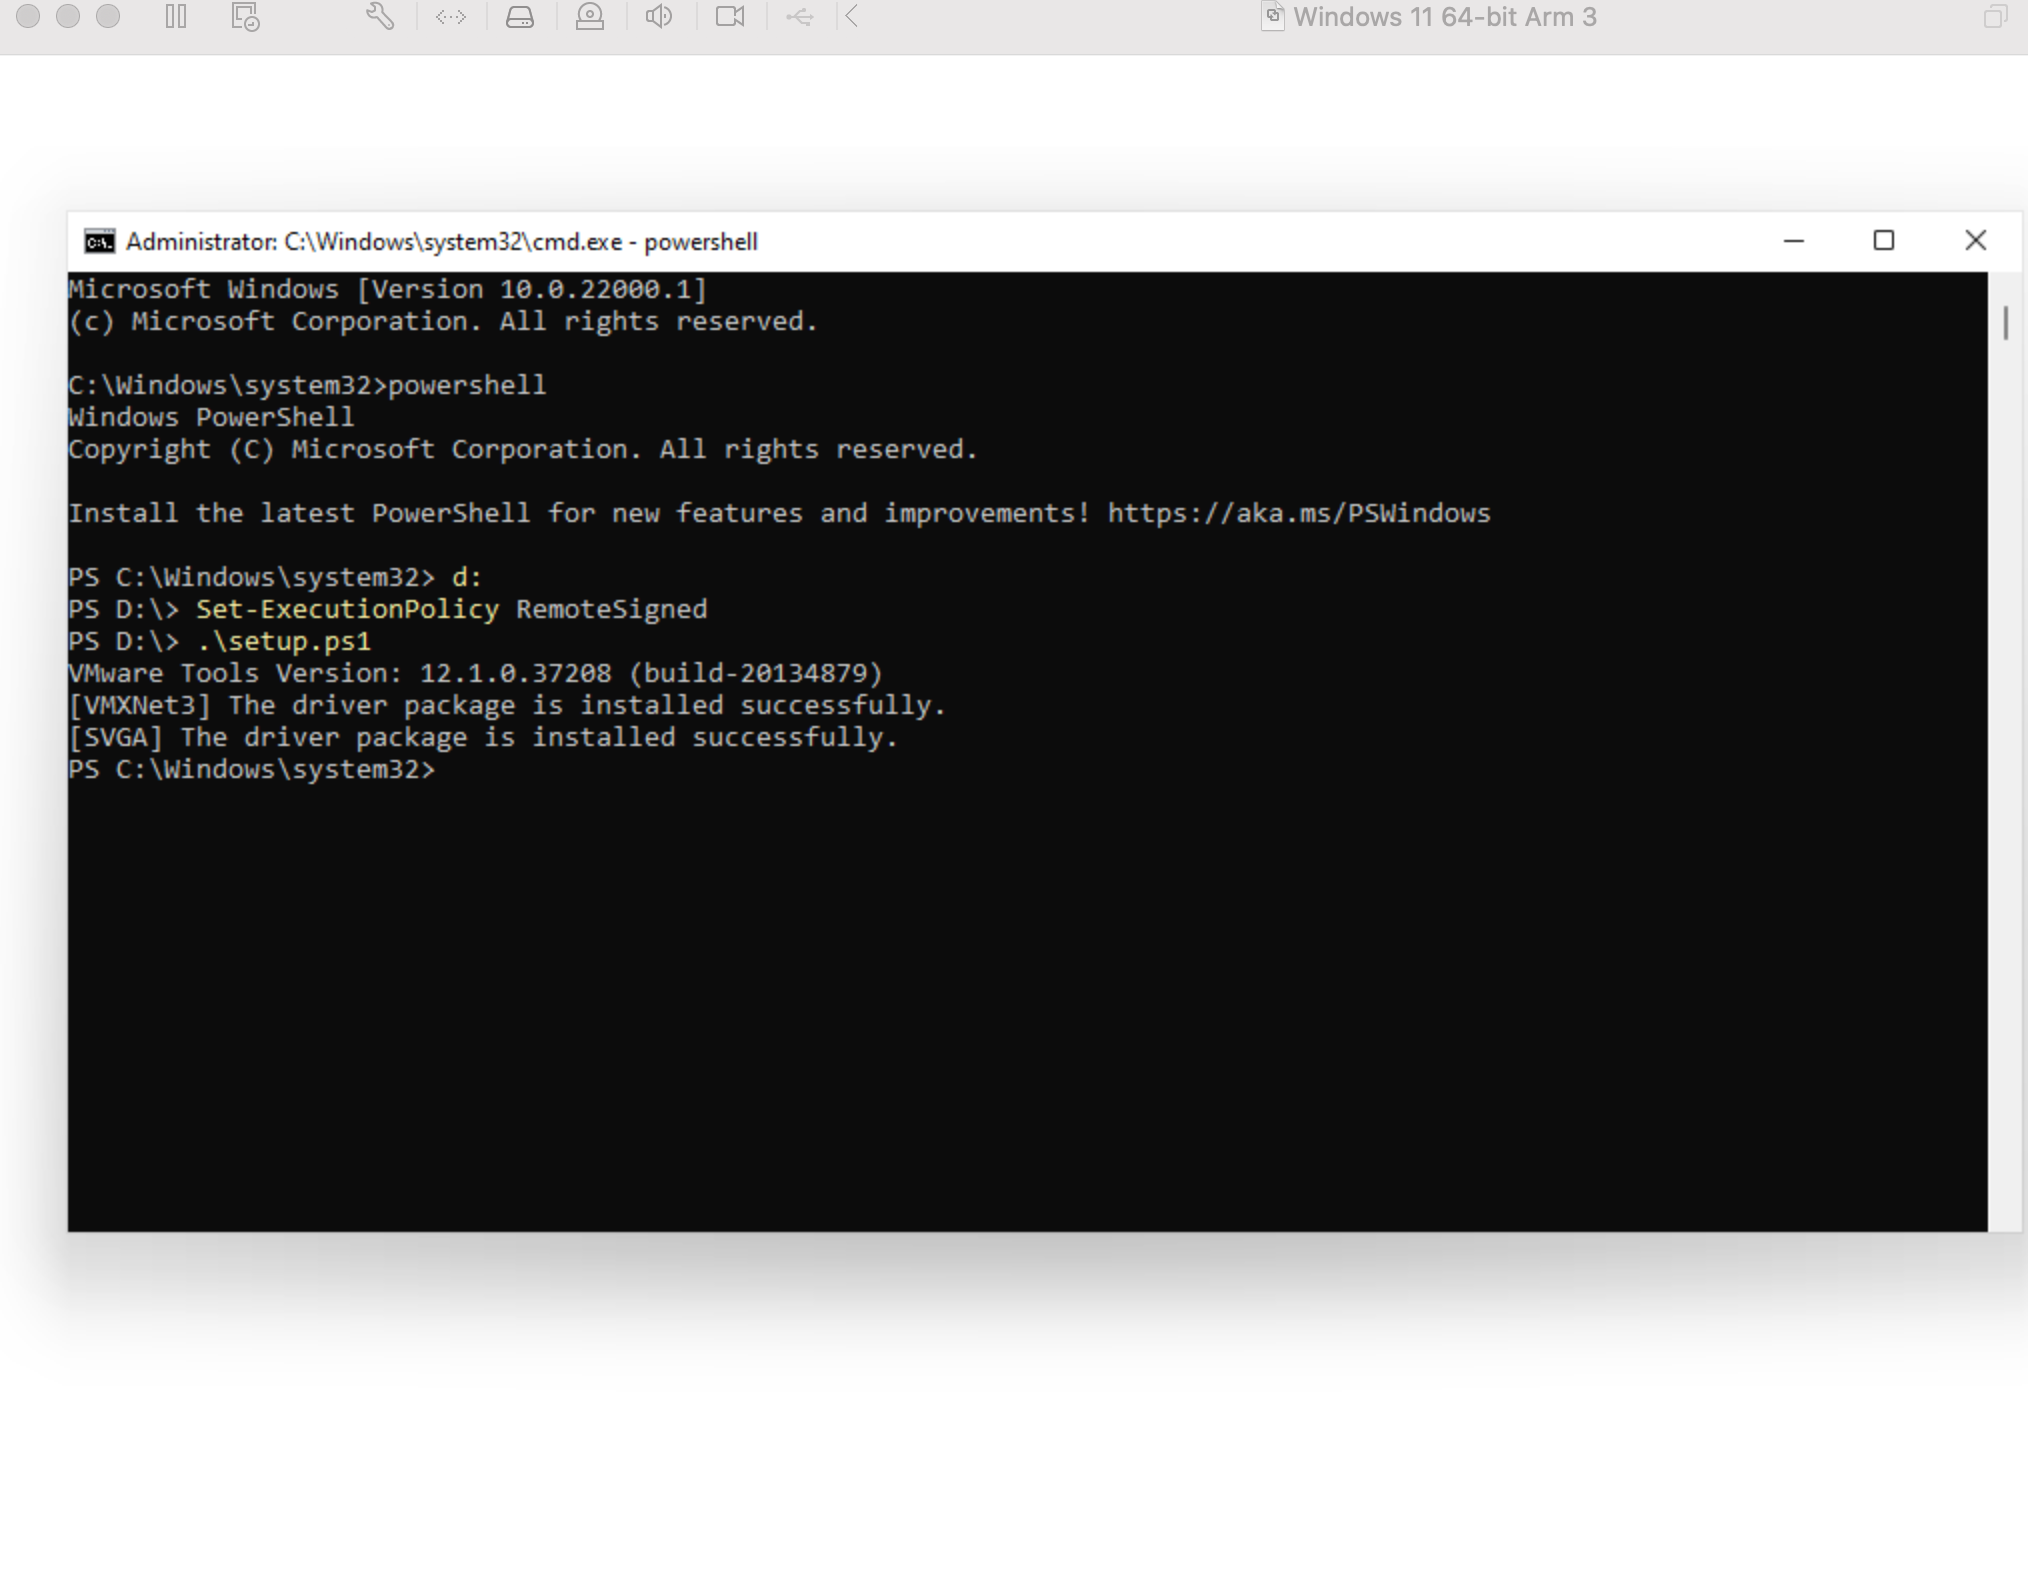 Windows 11 64-bit Arm 3
Administrator: C:\Windows\system32\cmd.exe - powershell
Microsoft Windows [Version 10.0.22000.1]
(c) Microsoft Corporation. All rights reserved.
C:\Windows\system32>powershell
Windows PowerShell
Copyright (C) Microsoft Corporation. All rights reserved.
Install the latest PowerShell for new features and improvements! https://aka.ms/PSWindows
PS C:\Windows\system32> d:
PS D:\> Set-ExecutionPolicy RemoteSigned
PS D:\> .\setup.ps1
VMware Tools Version: 12.1.0.37208 (build-20134879)
[VMXNet3] The driver package is installed successfully.
[SVGA] The driver package is installed successfully.
PS C:\Windows\system32>